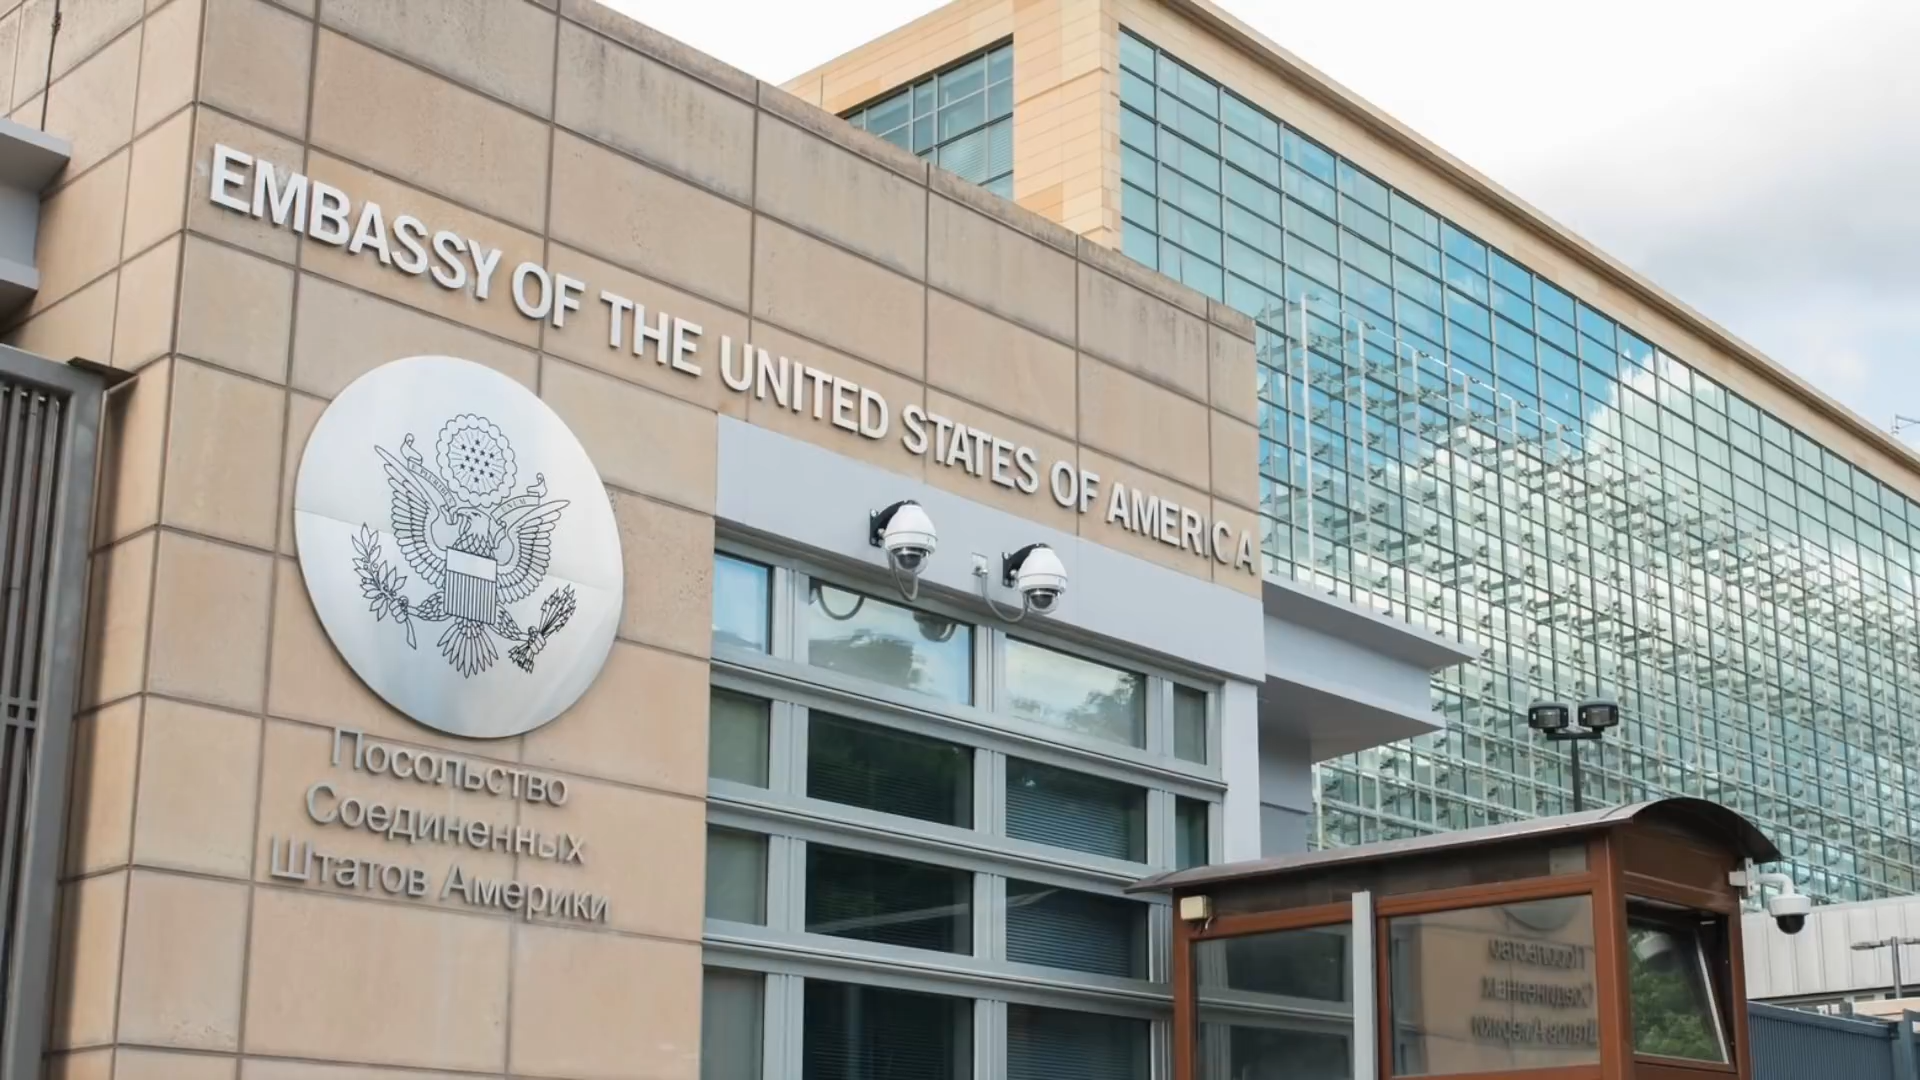 EMBASSY OF THE UNITED STATES OF AMERICA
Посольство
Соединенных
Штатов Америки